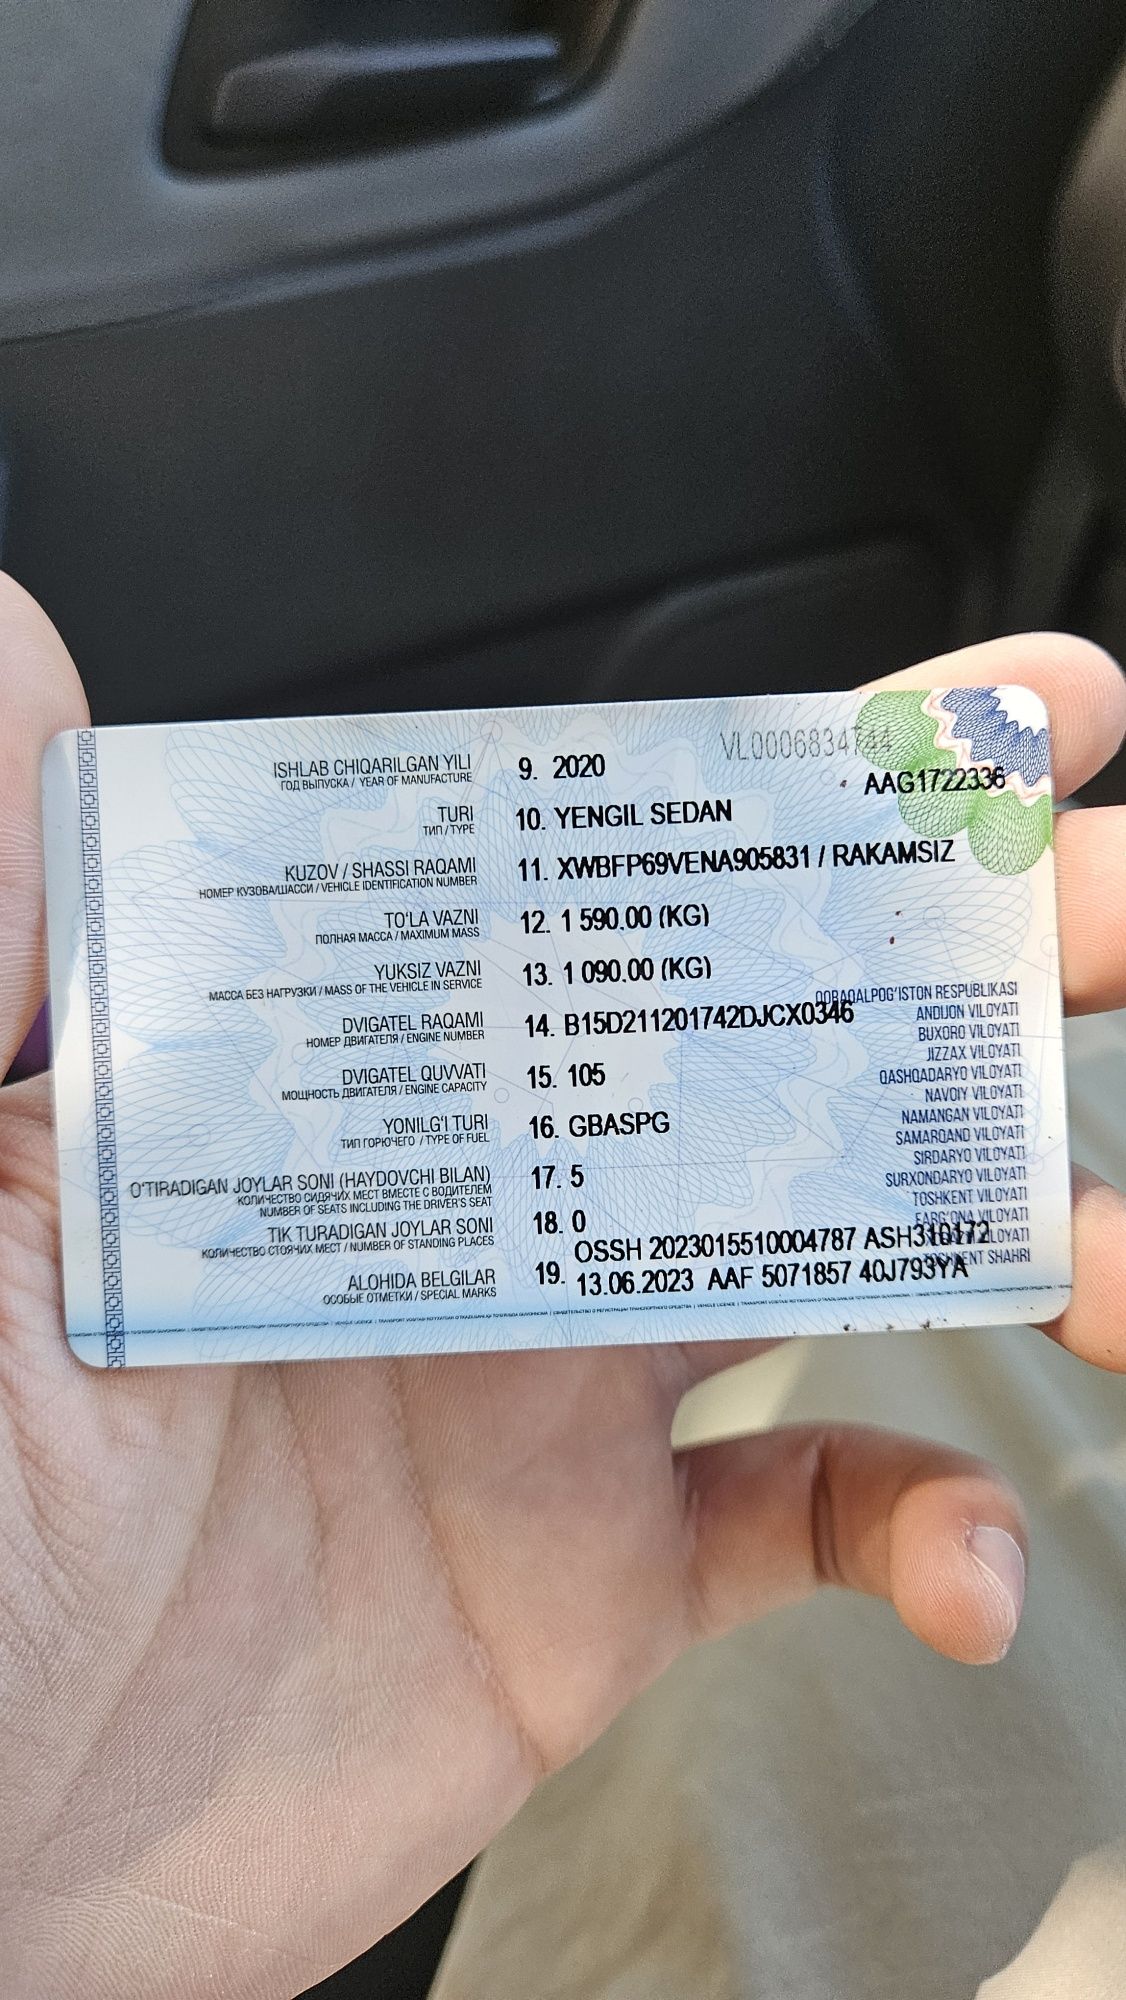 VL0006834744
AAG1722336
ISHLAB CHIQARILGAN YILI 9. 2020
ГОД ВЫПУСКА / YEAR OF MANUFACTURE
TURI 10. YENGIL SEDAN
ТИП / TYPE
KUZOV / SHASSI RAQAMI 11. XWBFP69VENA905831 / RAKAMSIZ
НОМЕР КУЗОВА/ШАССИ / VEHICLE IDENTIFICATION NUMBER
TO'LA VAZNI 12. 1 590.00 (KG)
ПОЛНАЯ МАССА / MAXIMUM MASS
YUKSIZ VAZNI 13. 1 090.00 (KG)
МАССА БЕЗ НАГРУЗКИ / MASS OF THE VEHICLE IN SERVICE
DVIGATEL RAQAMI 14. B15D211201742DJCX0346
НОМЕР ДВИГАТЕЛЯ / ENGINE NUMBER
DVIGATEL QUVVATI 15. 105
МОЩНОСТЬ ДВИГАТЕЛЯ / ENGINE CAPACITY
YONILG'I TURI 16. GBASPG
ТИП ГОРЮЧЕГО / TYPE OF FUEL
O'TIRADIGAN JOYLAR SONI (HAYDOVCHI BILAN) 17. 5
КОЛИЧЕСТВО СИДЯЧИХ МЕСТ ВМЕСТЕ С ВОДИТЕЛЕМ
NUMBER OF SEATS INCLUDING THE DRIVER'S SEAT
TIK TURADIGAN JOYLAR SONI 18. 0
КОЛИЧЕСТВО СТОЯЧИХ МЕСТ / NUMBER OF STANDING PLACES
OSSH 2023015510004787 ASH310172
ALOHIDA BELGILAR 19. 13.06.2023 AAF 5071857 40J793YA
ОСОБЫЕ ОТМЕТКИ / SPECIAL MARKS
QORAQALPOG'ISTON RESPUBLIKASI
ANDIJON VILOYATI
BUXORO VILOYATI
JIZZAX VILOYATI
QASHQADARYO VILOYATI
NAVOIY VILOYATI
NAMANGAN VILOYATI
SAMARQAND VILOYATI
SIRDARYO VILOYATI
SURXONDARYO VILOYATI
TOSHKENT VILOYATI
FARG'ONA VILOYATI
VILOYATI
TOSHKENT SHAHRI